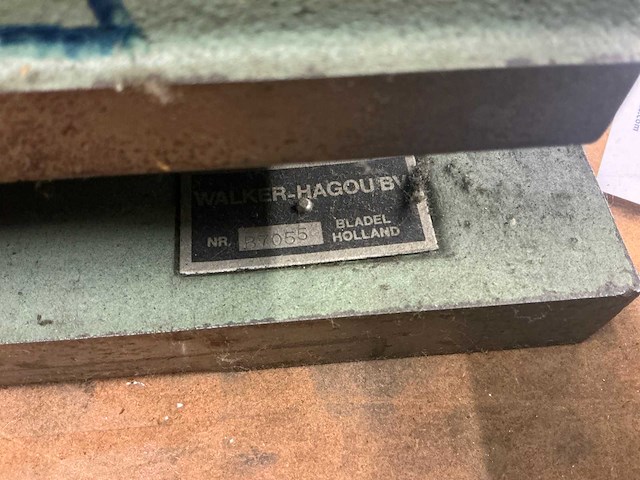 WALKER-HAGOU BV
NR. 37055
BLADEL
HOLLAND